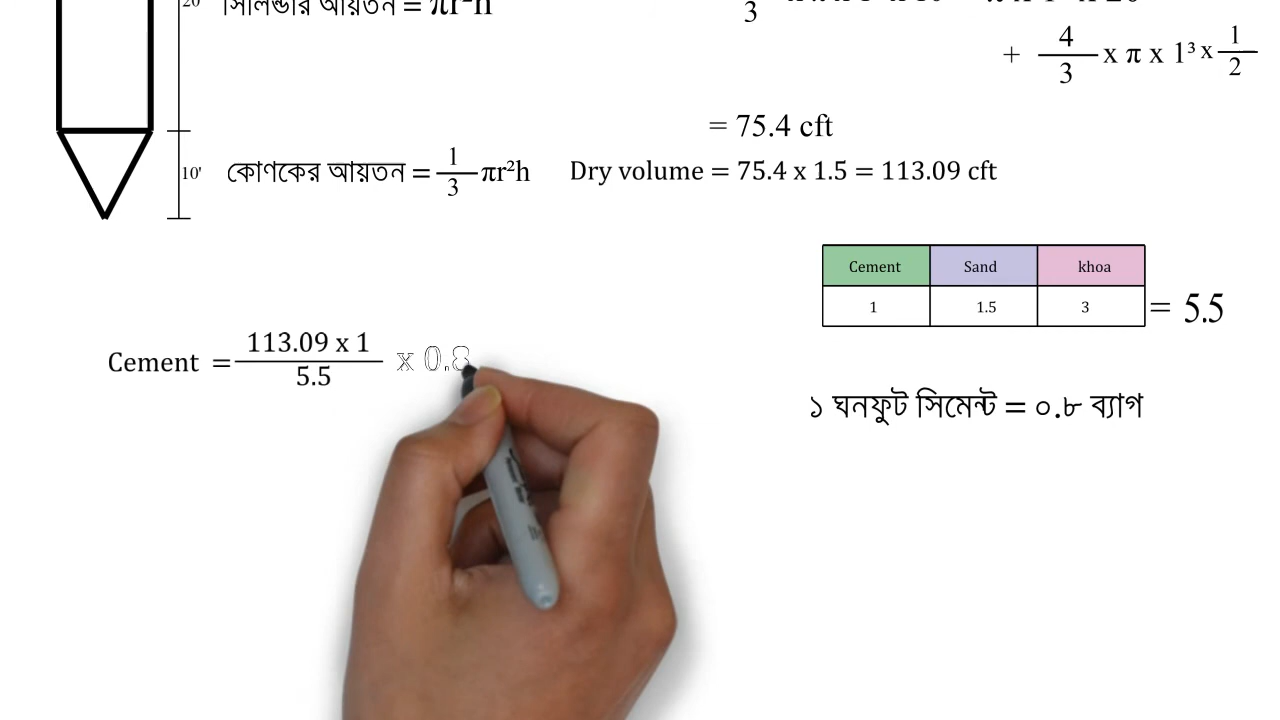 20'
সিলিন্ডার আয়তন = πr²h
3
+ 4/3 x π x 1³ x 1/2
= 75.4 cft
10'
কোণকের আয়তন = 1/3 πr²h
Dry volume = 75.4 x 1.5 = 113.09 cft
Cement Sand khoa
1 1.5 3 = 5.5
Cement = 113.09 x 1 / 5.5 x 0.8
১ ঘনফুট সিমেন্ট = ০.৮ ব্যাগ